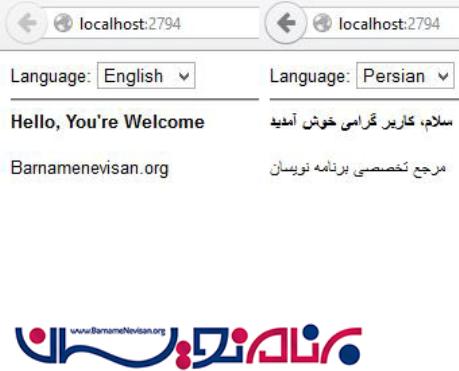 localhost:2794
Language: English
Hello, You're Welcome
Barnamenevisan.org
localhost:2794
Language: Persian
سلام، کاربر گرامی خوش آمدید
مرجع تخصصی برنامه نویسان
www.BarnameNevisan.org
برنامه نویسان